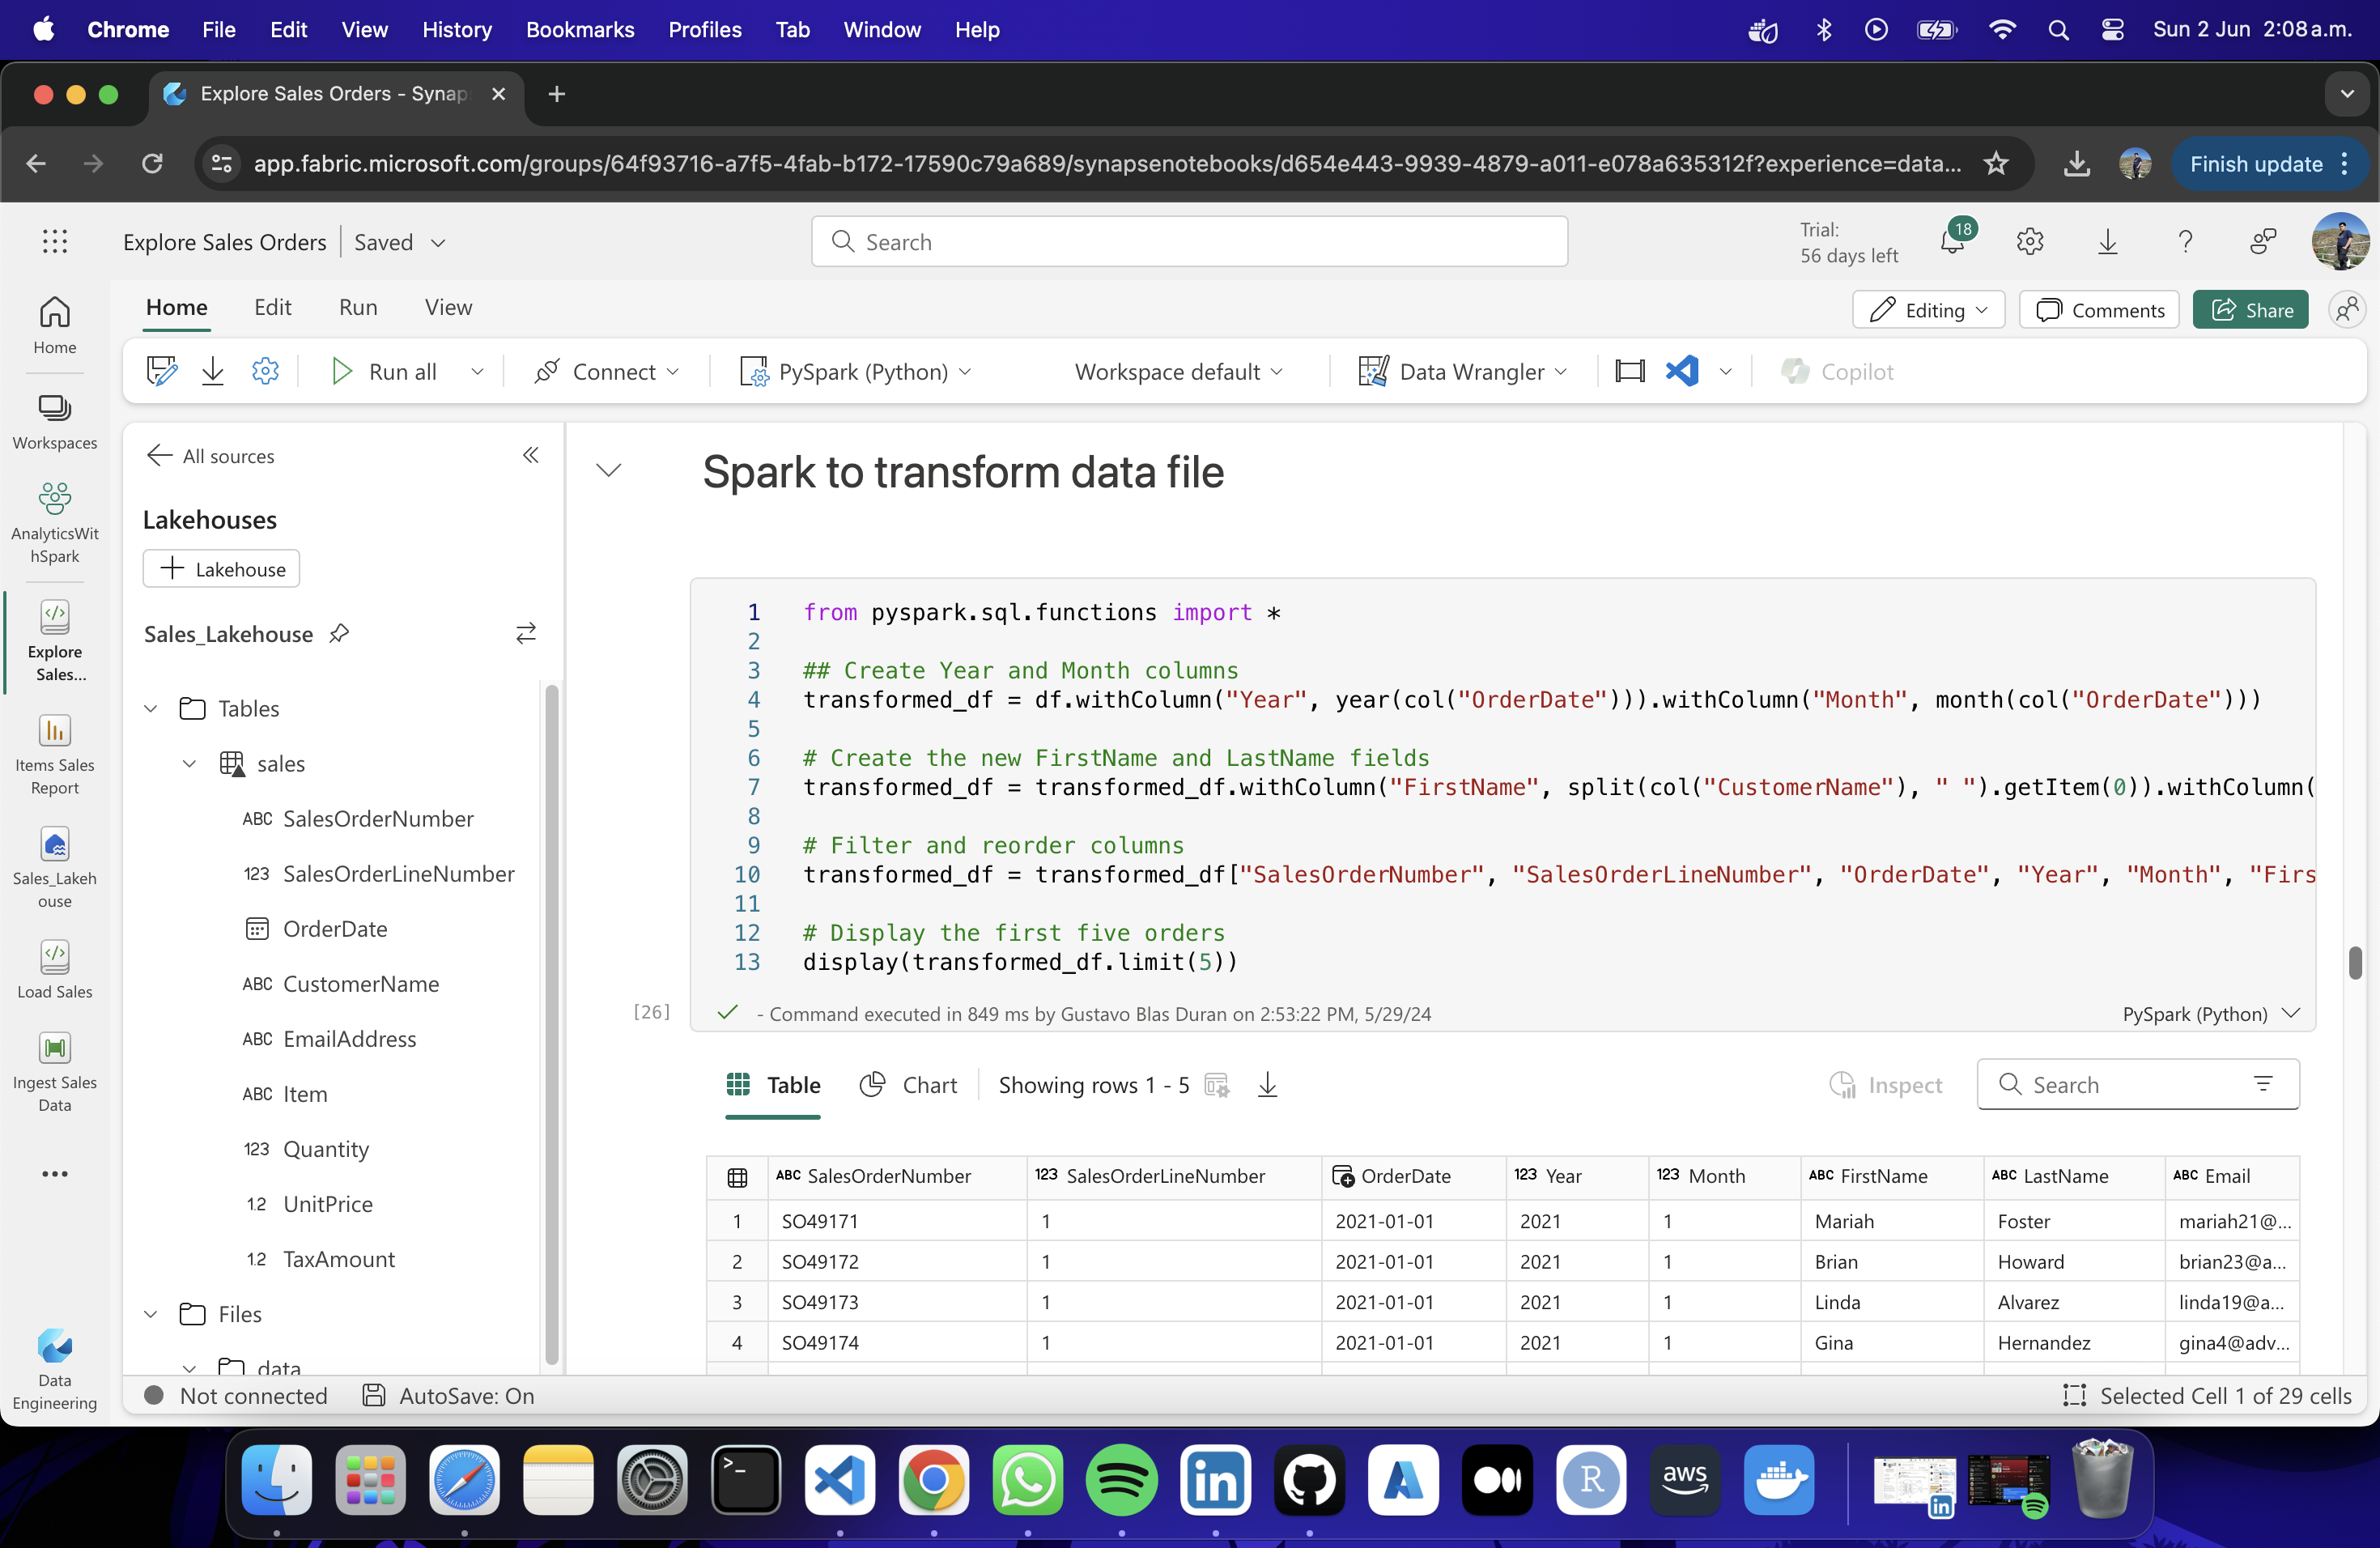 Chrome File Edit View History Bookmarks Profiles Tab Window Help Sun 2 Jun 2:08 a.m.
Explore Sales Orders - Synap
app.fabric.microsoft.com/groups/64f93716-a7f5-4fab-b172-17590c79a689/synapsenotebooks/d654e443-9939-4879-a011-e078a635312f?experience=data... Finish update
Explore Sales Orders Saved Search Trial: 56 days left 18
Home Edit Run View Editing Comments Share
Run all Connect PySpark (Python) Workspace default Data Wrangler Copilot
Home
Workspaces
AnalyticsWit
hSpark
Explore
Sales...
Items Sales
Report
Sales_Lakeh
ouse
Load Sales
Ingest Sales
Data
Data
Engineering
All sources
Lakehouses
Lakehouse
Sales_Lakehouse
Tables
sales
ABC SalesOrderNumber
123 SalesOrderLineNumber
OrderDate
ABC CustomerName
ABC EmailAddress
ABC Item
123 Quantity
1.2 UnitPrice
1.2 TaxAmount
Files
data
Spark to transform data file
1 from pyspark.sql.functions import *
2
3 ## Create Year and Month columns
4 transformed_df = df.withColumn("Year", year(col("OrderDate"))).withColumn("Month", month(col("OrderDate")))
5
6 # Create the new FirstName and LastName fields
7 transformed_df = transformed_df.withColumn("FirstName", split(col("CustomerName"), " ").getItem(0)).withColumn(
8
9 # Filter and reorder columns
10 transformed_df = transformed_df["SalesOrderNumber", "SalesOrderLineNumber", "OrderDate", "Year", "Month", "Firs
11
12 # Display the first five orders
13 display(transformed_df.limit(5))
[26] - Command executed in 849 ms by Gustavo Blas Duran on 2:53:22 PM, 5/29/24 PySpark (Python)
Table Chart Showing rows 1 - 5 Inspect Search
ABC SalesOrderNumber 123 SalesOrderLineNumber OrderDate 123 Year 123 Month ABC FirstName ABC LastName ABC Email
1 SO49171 1 2021-01-01 2021 1 Mariah Foster mariah21@...
2 SO49172 1 2021-01-01 2021 1 Brian Howard brian23@a...
3 SO49173 1 2021-01-01 2021 1 Linda Alvarez linda19@a...
4 SO49174 1 2021-01-01 2021 1 Gina Hernandez gina4@adv...
Not connected AutoSave: On Selected Cell 1 of 29 cells
>_ in R aws in